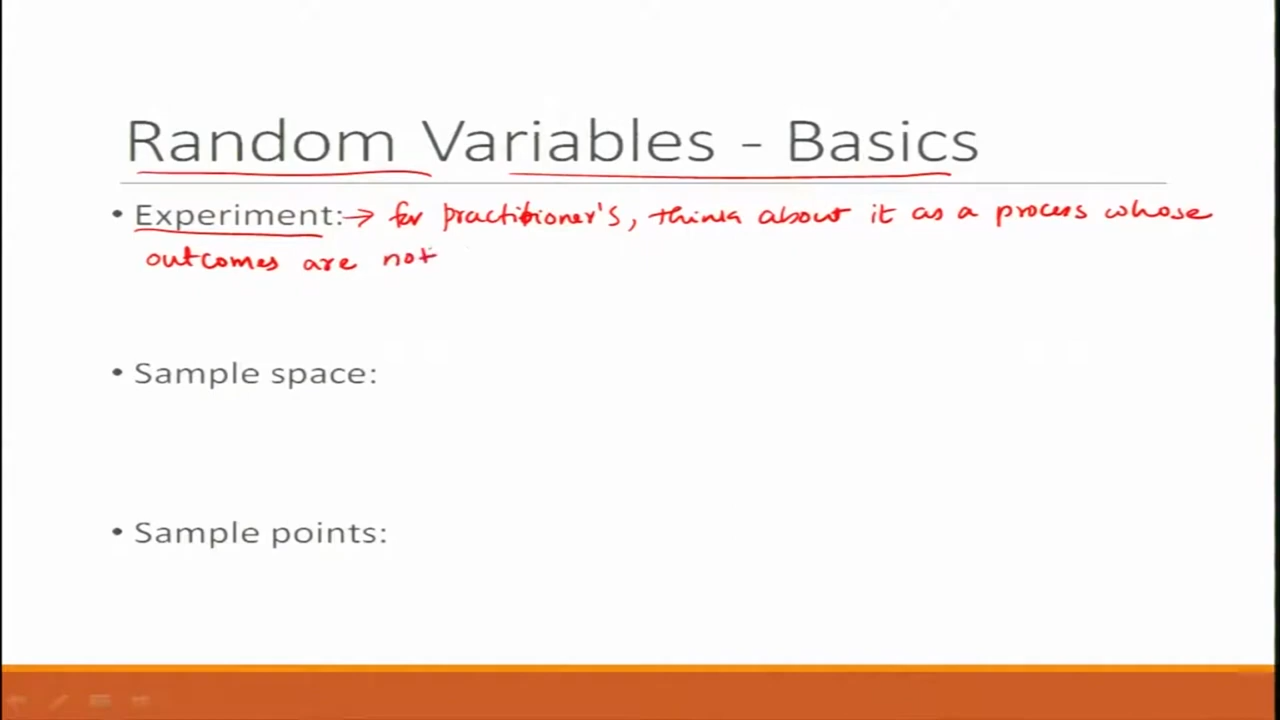 Random Variables - Basics
• Experiment: → for practitioner's, think about it as a process whose
outcomes are not
• Sample space:
• Sample points: